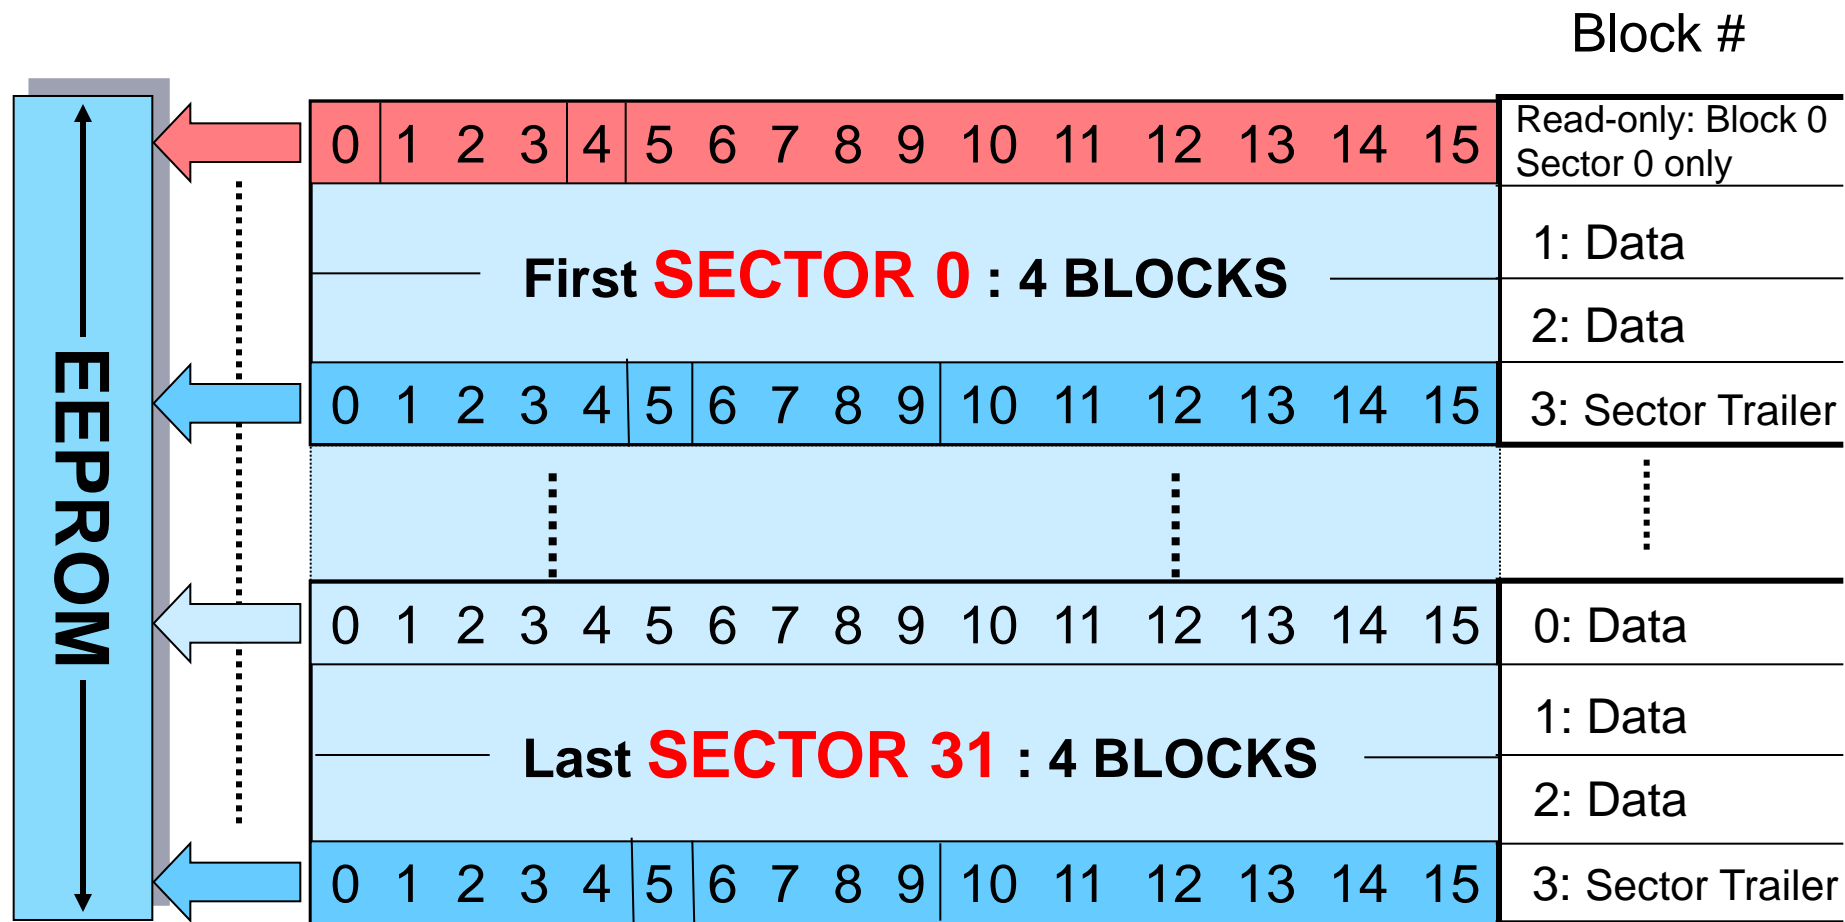 Block #
EEPROM
0 1 2 3 4 5 6 7 8 9 10 11 12 13 14 15
Read-only: Block 0
Sector 0 only
First SECTOR 0 : 4 BLOCKS
1: Data
2: Data
0 1 2 3 4 5 6 7 8 9 10 11 12 13 14 15
3: Sector Trailer
0 1 2 3 4 5 6 7 8 9 10 11 12 13 14 15
0: Data
Last SECTOR 31 : 4 BLOCKS
1: Data
2: Data
0 1 2 3 4 5 6 7 8 9 10 11 12 13 14 15
3: Sector Trailer